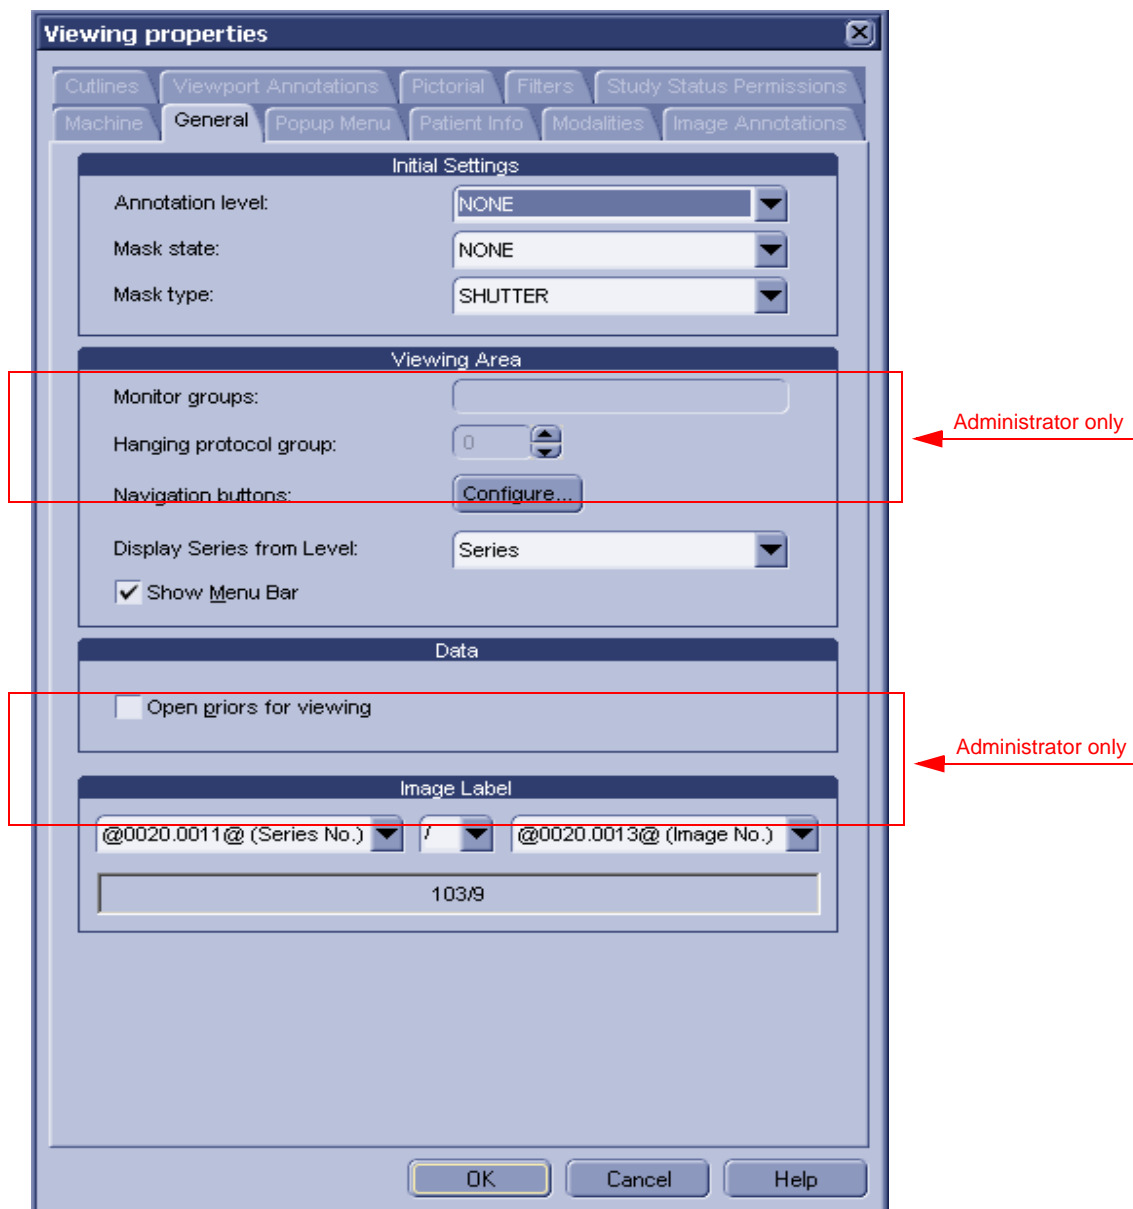 Viewing properties
Cutlines Viewport Annotations Pictorial Filters Study Status Permissions
Machine General Popup Menu Patient Info Modalities Image Annotations
Initial Settings
Annotation level: NONE
Mask state: NONE
Mask type: SHUTTER
Viewing Area
Monitor groups:
Administrator only
Hanging protocol group: 0
Navigation buttons: Configure...
Display Series from Level: Series
Show Menu Bar
Data
Open priors for viewing
Administrator only
Image Label
@0020.0011@ (Series No.) / @0020.0013@ (Image No.)
103/9
OK Cancel Help